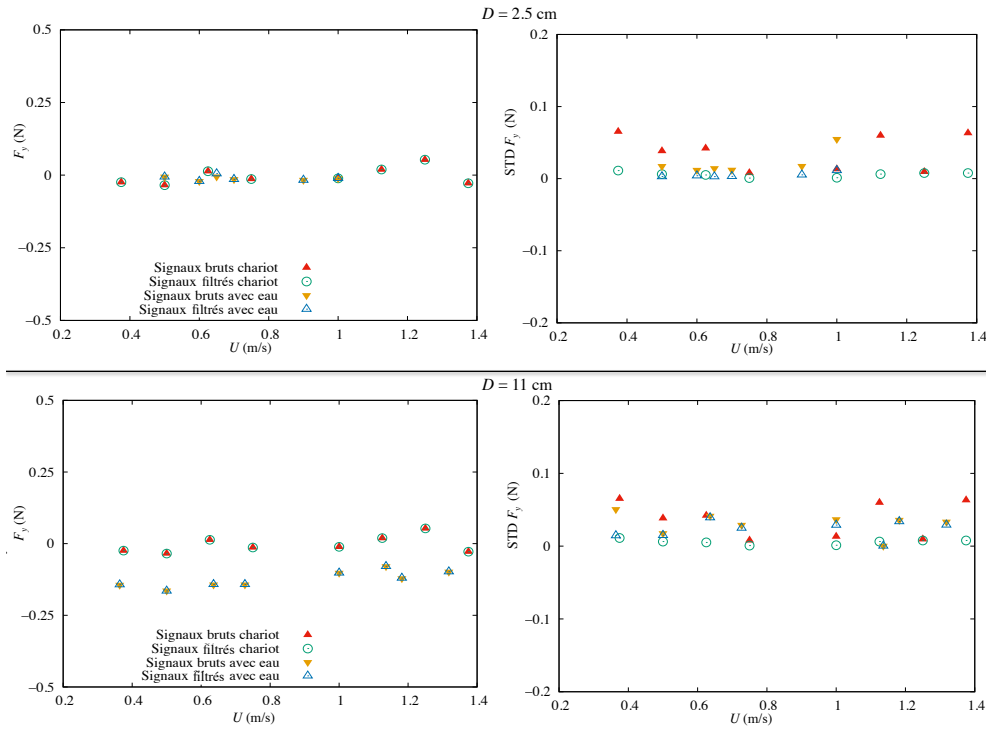 D = 2.5 cm
0.5
0.25
0
−0.25
−0.5
F_y (N)
Signaux bruts chariot
Signaux filtrés chariot
Signaux bruts avec eau
Signaux filtrés avec eau
0.2 0.4 0.6 0.8 1 1.2 1.4
U (m/s)
0.2
0.1
0
−0.1
−0.2
STD F_y (N)
0.2 0.4 0.6 0.8 1 1.2 1.4
U (m/s)
D = 11 cm
0.5
0.25
0
−0.25
−0.5
F_y (N)
Signaux bruts chariot
Signaux filtrés chariot
Signaux bruts avec eau
Signaux filtrés avec eau
0.2 0.4 0.6 0.8 1 1.2 1.4
U (m/s)
0.2
0.1
0
−0.1
−0.2
STD F_y (N)
0.2 0.4 0.6 0.8 1 1.2 1.4
U (m/s)